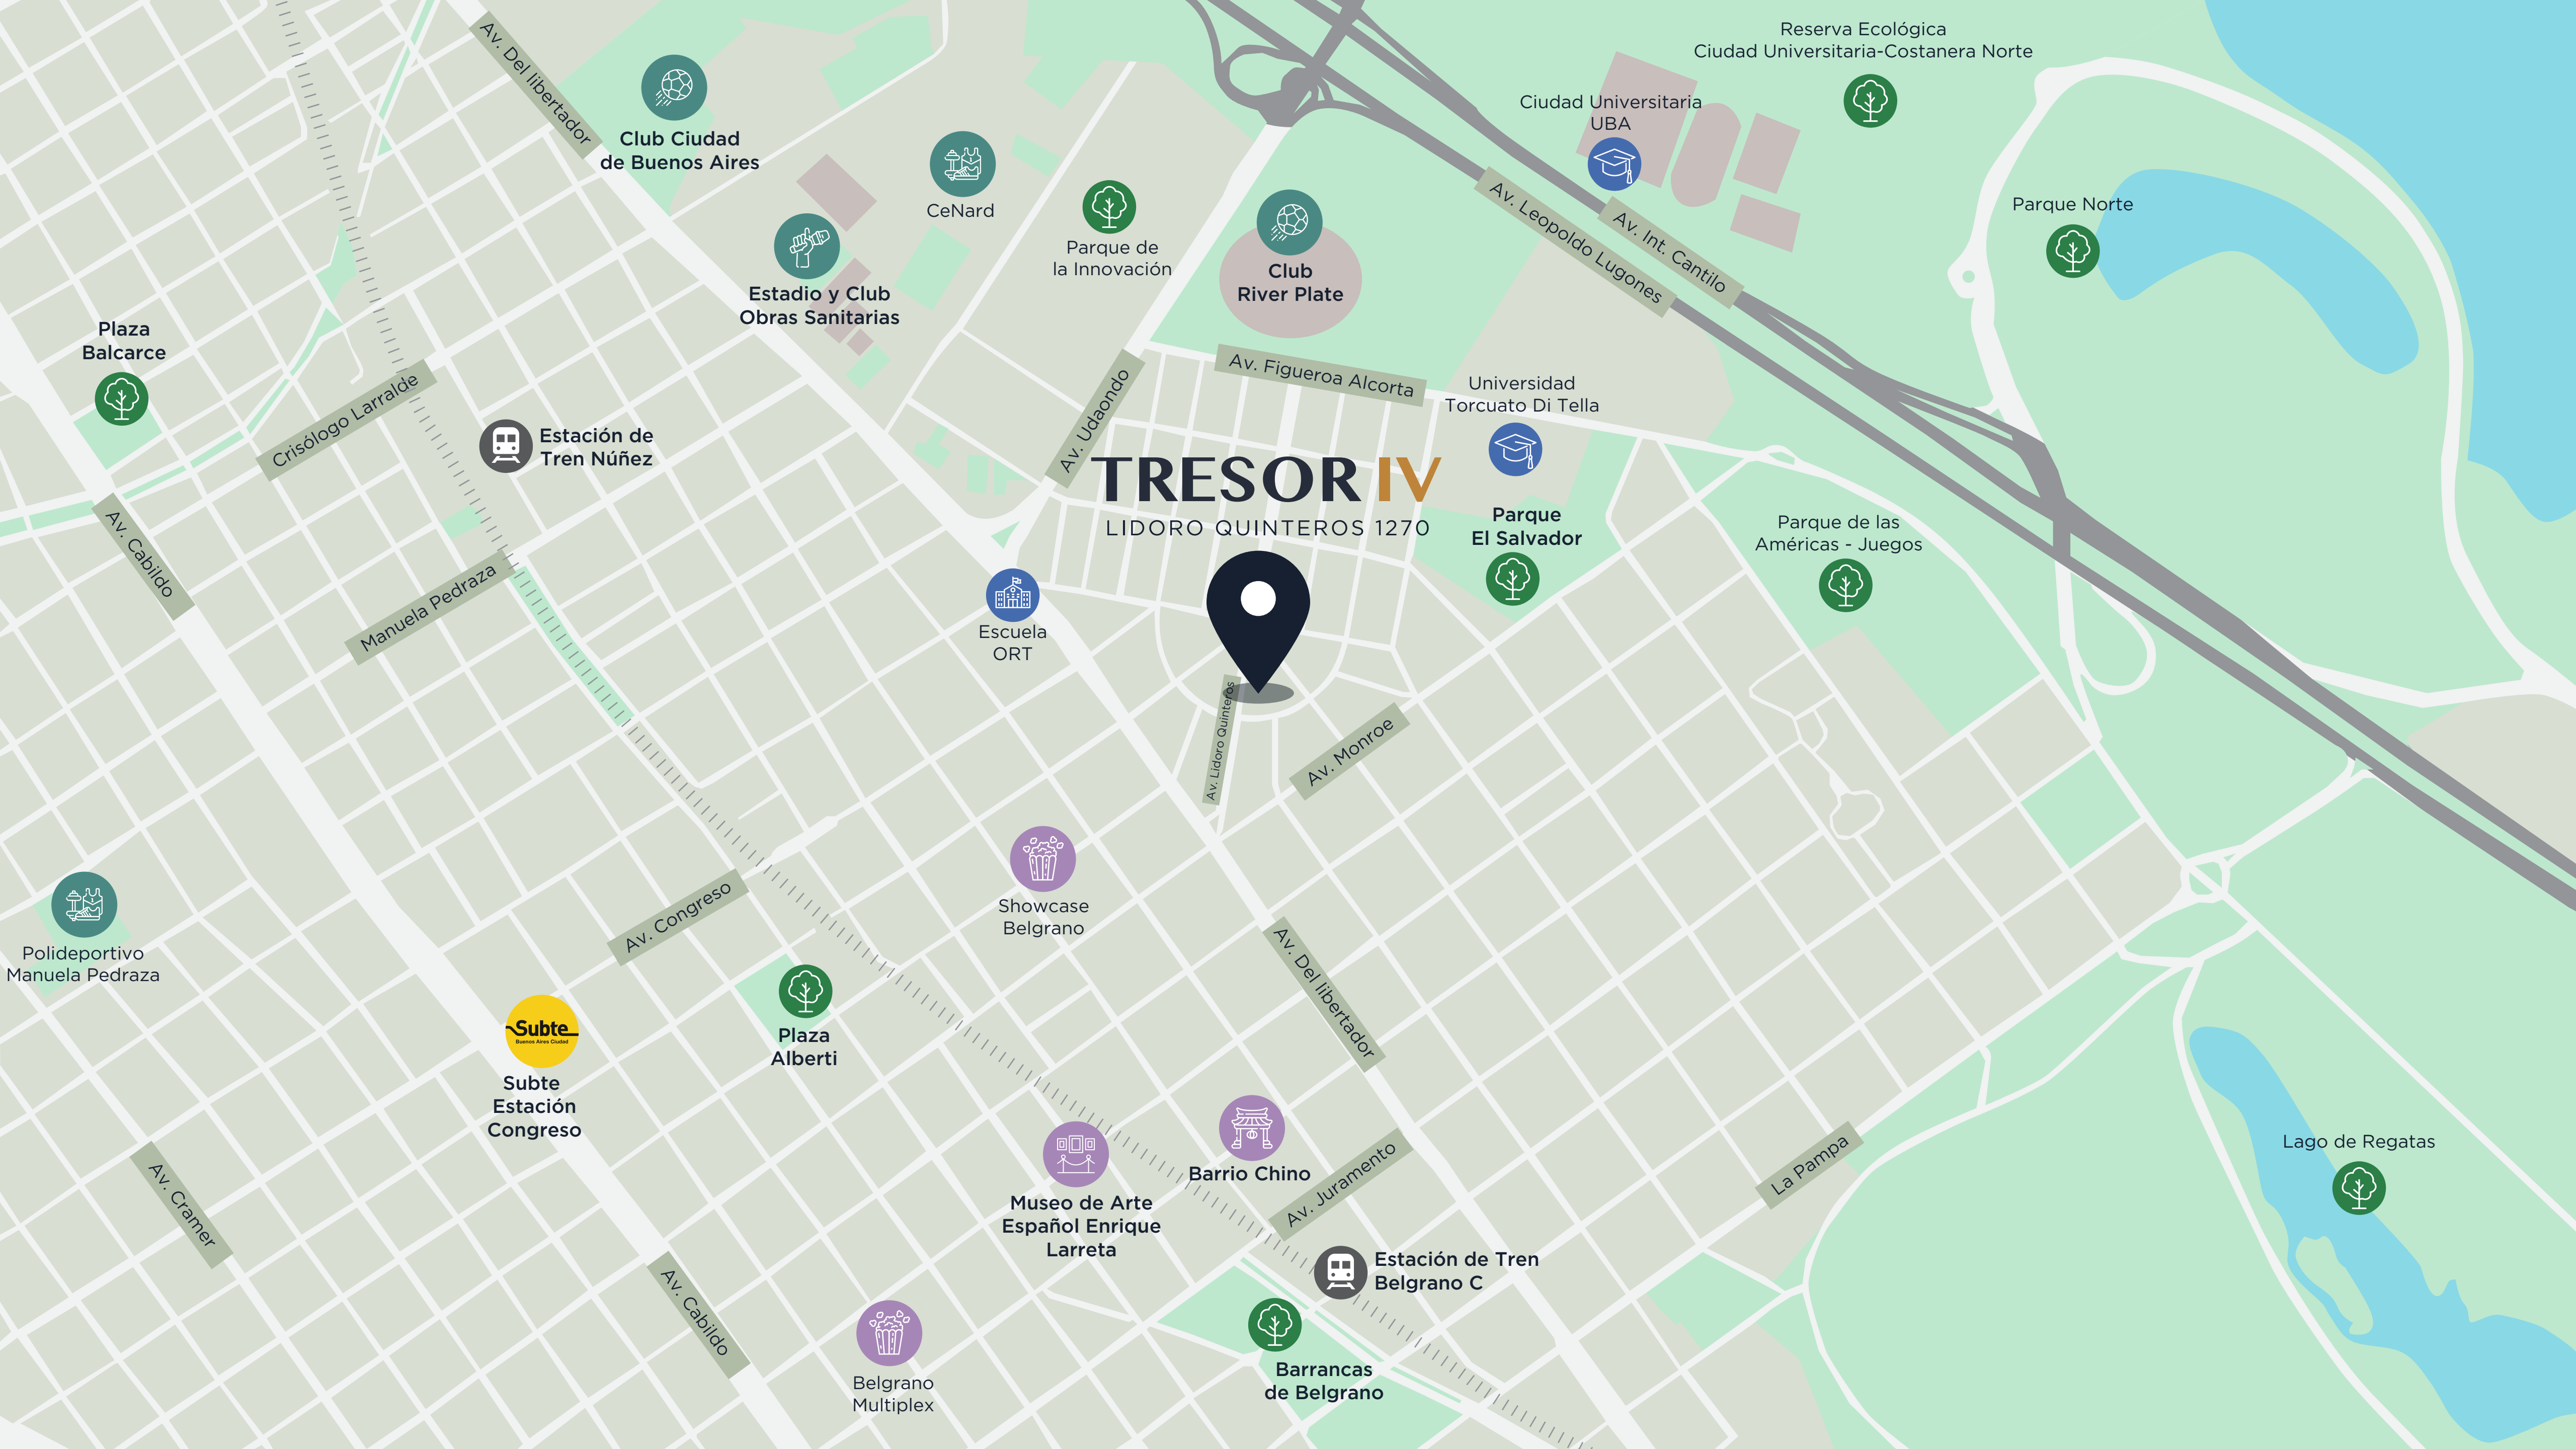 Av. Del libertador
Club Ciudad
de Buenos Aires
CeNard
Parque de
la Innovación
Estadio y Club
Obras Sanitarias
Club
River Plate
Ciudad Universitaria
UBA
Reserva Ecológica
Ciudad Universitaria-Costanera Norte
Parque Norte
Av. Leopoldo Lugones
Av. Int. Cantilo
Plaza
Balcarce
Crisólogo Larralde
Estación de
Tren Núñez
Av. Udaondo
Av. Figueroa Alcorta
Universidad
Torcuato Di Tella
TRESOR IV
LIDORO QUINTEROS 1270
Parque
El Salvador
Parque de las
Américas - Juegos
Av. Cabildo
Manuela Pedraza
Escuela
ORT
Av. Lidoro Quinteros
Av. Monroe
Polideportivo
Manuela Pedraza
Av. Congreso
Showcase
Belgrano
Av. Del libertador
Subte
Buenos Aires Ciudad
Subte
Estación
Congreso
Plaza
Alberti
Av. Cramer
Museo de Arte
Español Enrique
Larreta
Barrio Chino
Av. Juramento
La Pampa
Lago de Regatas
Av. Cabildo
Estación de Tren
Belgrano C
Belgrano
Multiplex
Barrancas
de Belgrano